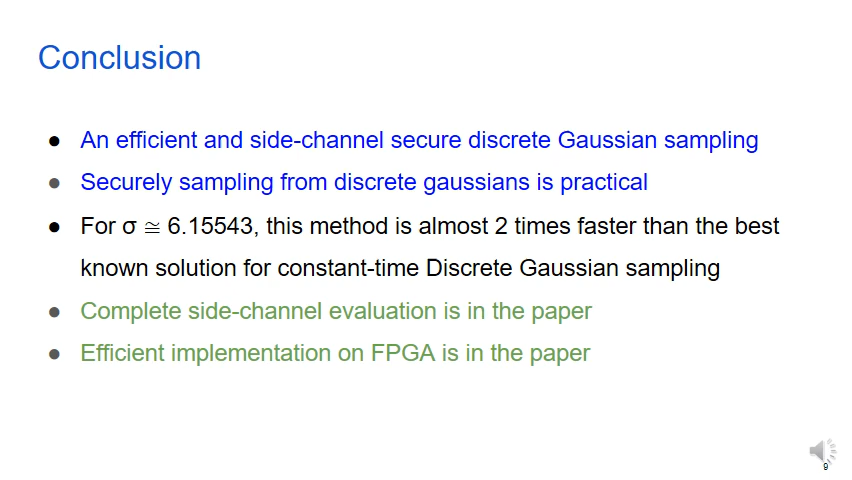 Conclusion
● An efficient and side-channel secure discrete Gaussian sampling
● Securely sampling from discrete gaussians is practical
● For σ ≅ 6.15543, this method is almost 2 times faster than the best
known solution for constant-time Discrete Gaussian sampling
● Complete side-channel evaluation is in the paper
● Efficient implementation on FPGA is in the paper
9